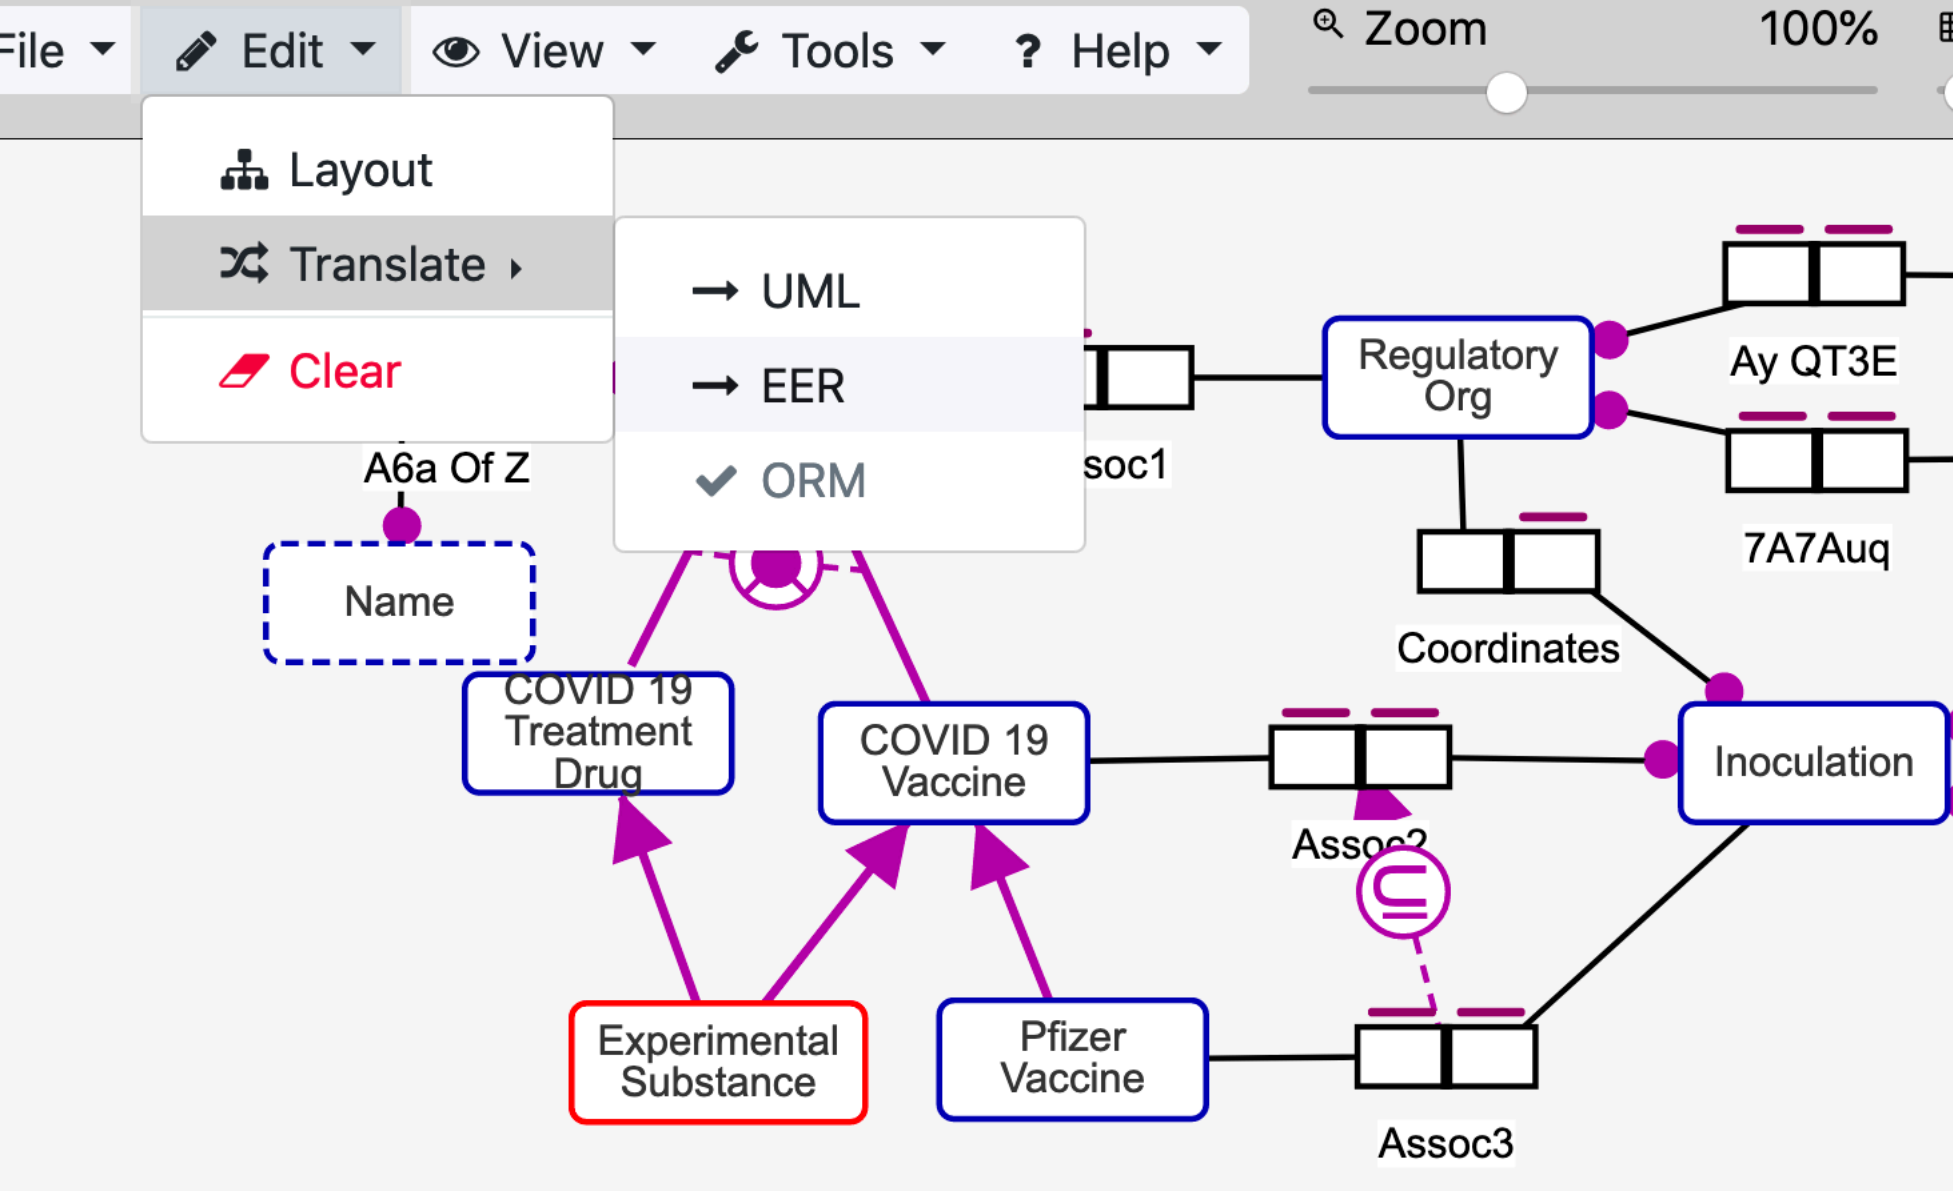 File
Edit
View
Tools
? Help
Zoom
100%
Layout
Translate
Clear
UML
EER
ORM
A6a Of Z
Name
soc1
Regulatory
Org
Ay QT3E
7A7Auq
Coordinates
COVID 19
Treatment
Drug
COVID 19
Vaccine
Assoc2
Inoculation
Experimental
Substance
Pfizer
Vaccine
Assoc3